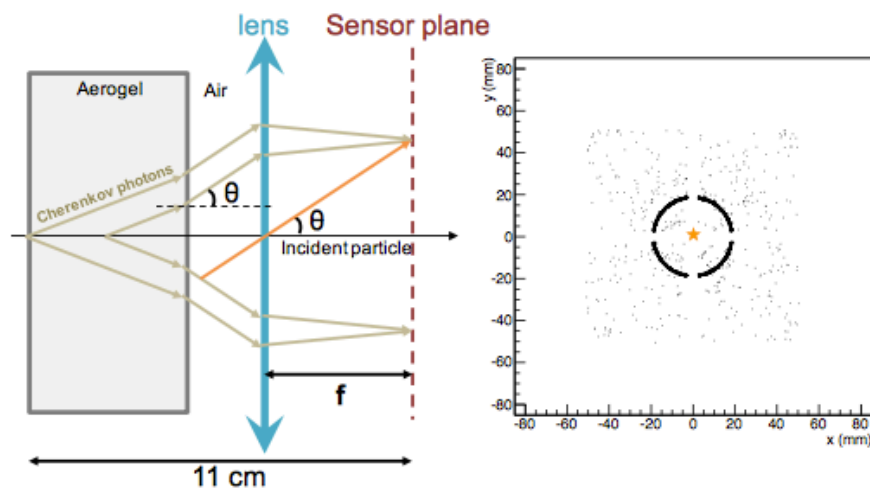 lens
Sensor plane
Aerogel
Air
Cherenkov photons
θ
θ
Incident particle
f
11 cm
y (mm)
80
60
40
20
0
-20
-40
-60
-80
-80 -60 -40 -20 0 20 40 60 80
x (mm)